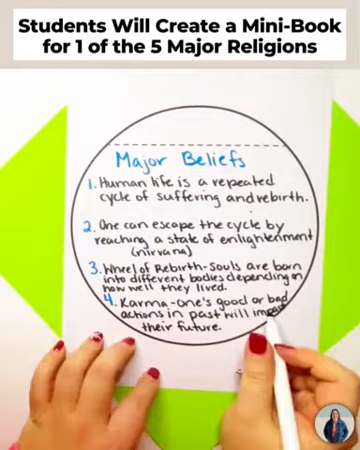 Students Will Create a Mini-Book
for 1 of the 5 Major Religions
Major Beliefs
1. Human life is a repeated
cycle of suffering and rebirth.
2. One can escape the cycle by
reaching a state of enlightenment
(nirvana)
3. Wheel of Rebirth-Souls are born
into different bodies depending on
how well they lived.
4. Karma-one's good or bad
actions in past will impact
their future.